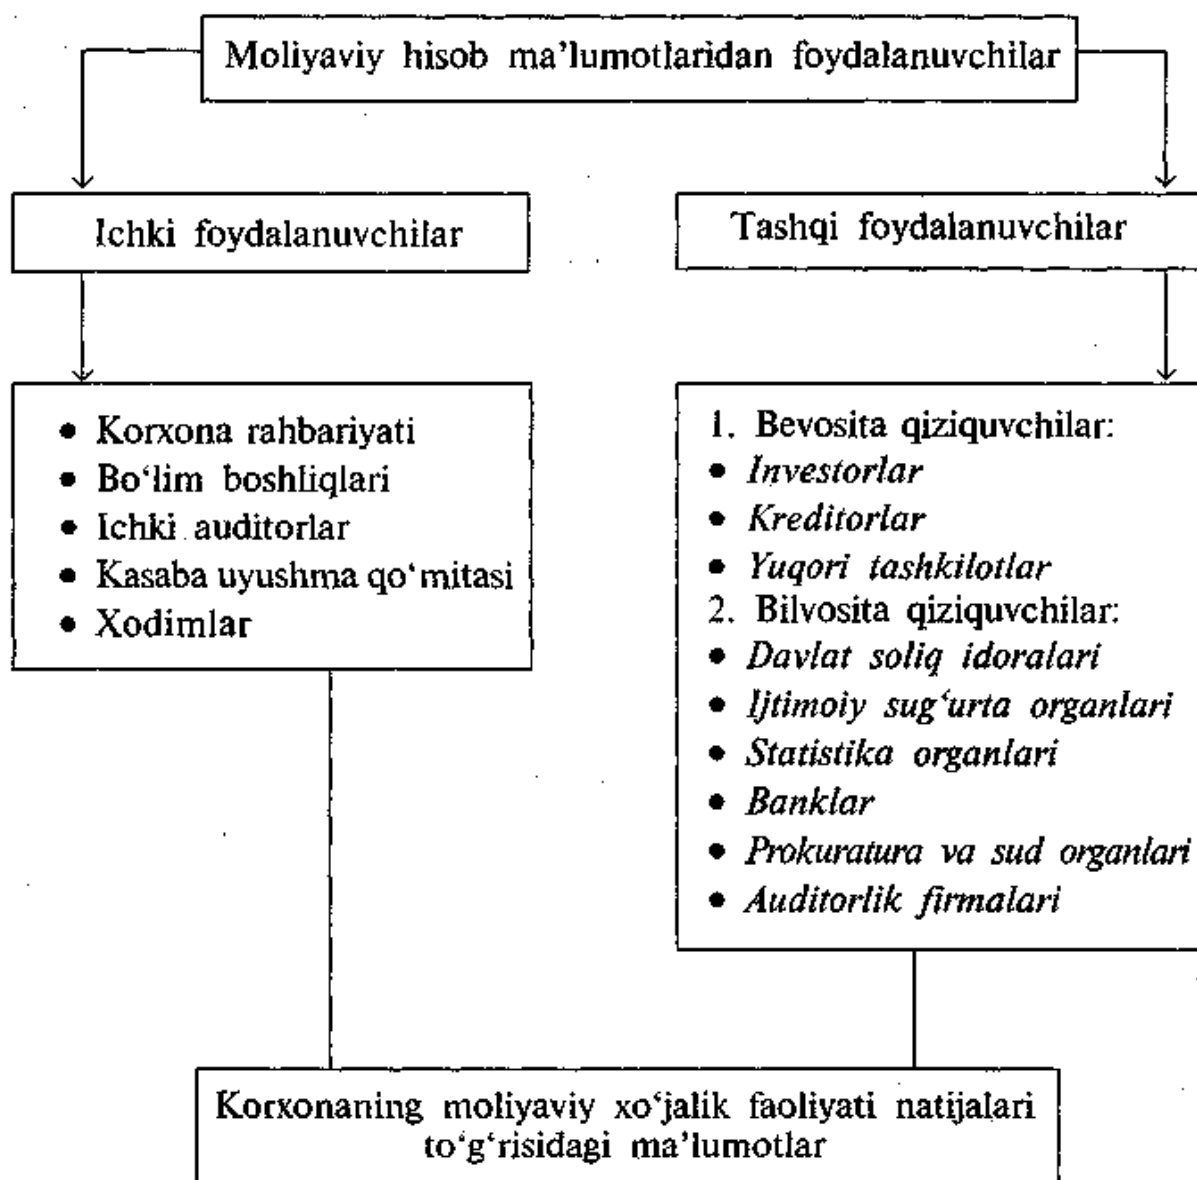 Moliyaviy hisob ma’lumotlaridan foydalanuvchilar
Ichki foydalanuvchilar
Tashqi foydalanuvchilar
• Korxona rahbariyati
• Bo‘lim boshliqlari
• Ichki auditorlar
• Kasaba uyushma qo‘mitasi
• Xodimlar
1. Bevosita qiziquvchilar:
• Investorlar
• Kreditorlar
• Yuqori tashkilotlar
2. Bilvosita qiziquvchilar:
• Davlat soliq idoralari
• Ijtimoiy sug‘urta organlari
• Statistika organlari
• Banklar
• Prokuratura va sud organlari
• Auditorlik firmalari
Korxonaning moliyaviy xo‘jalik faoliyati natijalari
to‘g‘risidagi ma’lumotlar